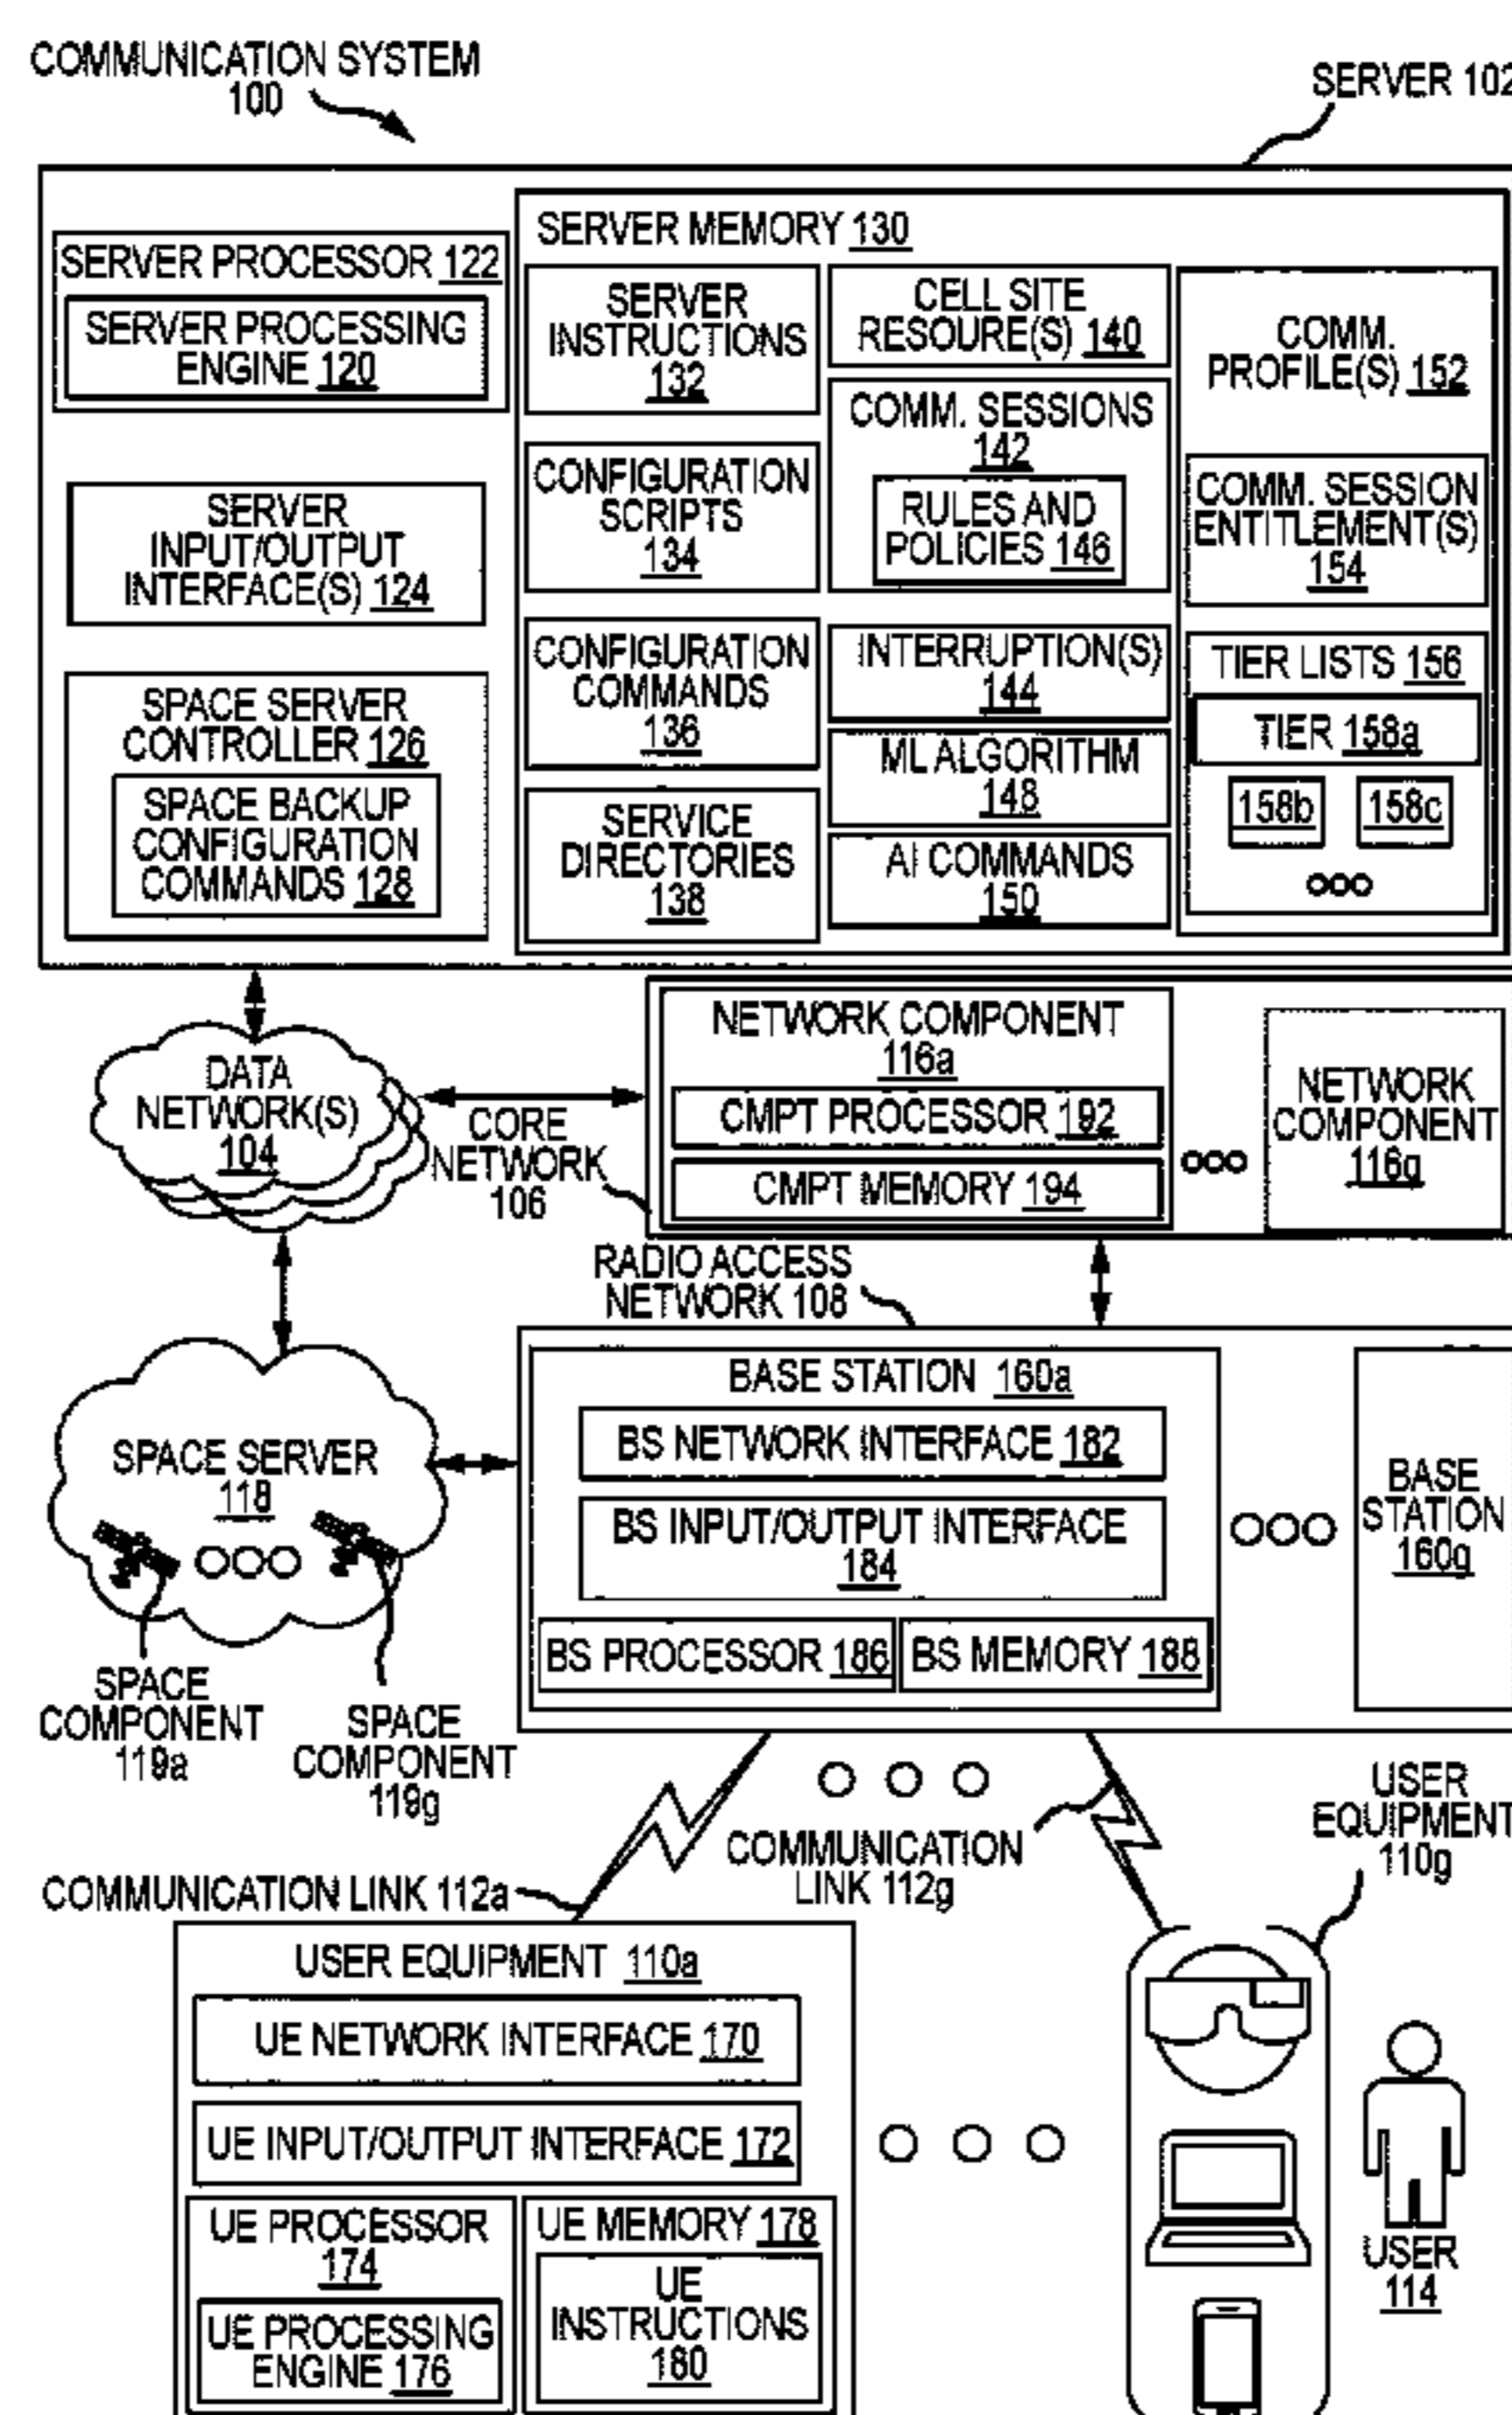 COMMUNICATION SYSTEM
100
SERVER 102
SERVER PROCESSOR 122
SERVER PROCESSING
ENGINE 120
SERVER
INPUT/OUTPUT
INTERFACE(S) 124
SPACE SERVER
CONTROLLER 126
SPACE BACKUP
CONFIGURATION
COMMANDS 128
SERVER MEMORY 130
SERVER
INSTRUCTIONS
132
CONFIGURATION
SCRIPTS
134
CONFIGURATION
COMMANDS
136
SERVICE
DIRECTORIES
138
CELL SITE
RESOURE(S) 140
COMM. SESSIONS
142
RULES AND
POLICIES 146
INTERRUPTION(S)
144
ML ALGORITHM
148
AI COMMANDS
150
COMM.
PROFILE(S) 152
COMM. SESSION
ENTITLEMENT(S)
154
TIER LISTS 156
TIER 158a
158b 158c
DATA
NETWORK(S)
104
CORE
NETWORK
106
NETWORK COMPONENT
116a
CMPT PROCESSOR 192
CMPT MEMORY 194
NETWORK
COMPONENT
116g
RADIO ACCESS
NETWORK 108
SPACE SERVER
118
SPACE
COMPONENT
119a
SPACE
COMPONENT
119g
BASE STATION 160a
BS NETWORK INTERFACE 182
BS INPUT/OUTPUT INTERFACE
184
BS PROCESSOR 186
BS MEMORY 188
BASE
STATION
160g
COMMUNICATION LINK 112a
COMMUNICATION
LINK 112g
USER
EQUIPMENT
110g
USER EQUIPMENT 110a
UE NETWORK INTERFACE 170
UE INPUT/OUTPUT INTERFACE 172
UE PROCESSOR
174
UE PROCESSING
ENGINE 176
UE MEMORY 178
UE
INSTRUCTIONS
180
USER
114